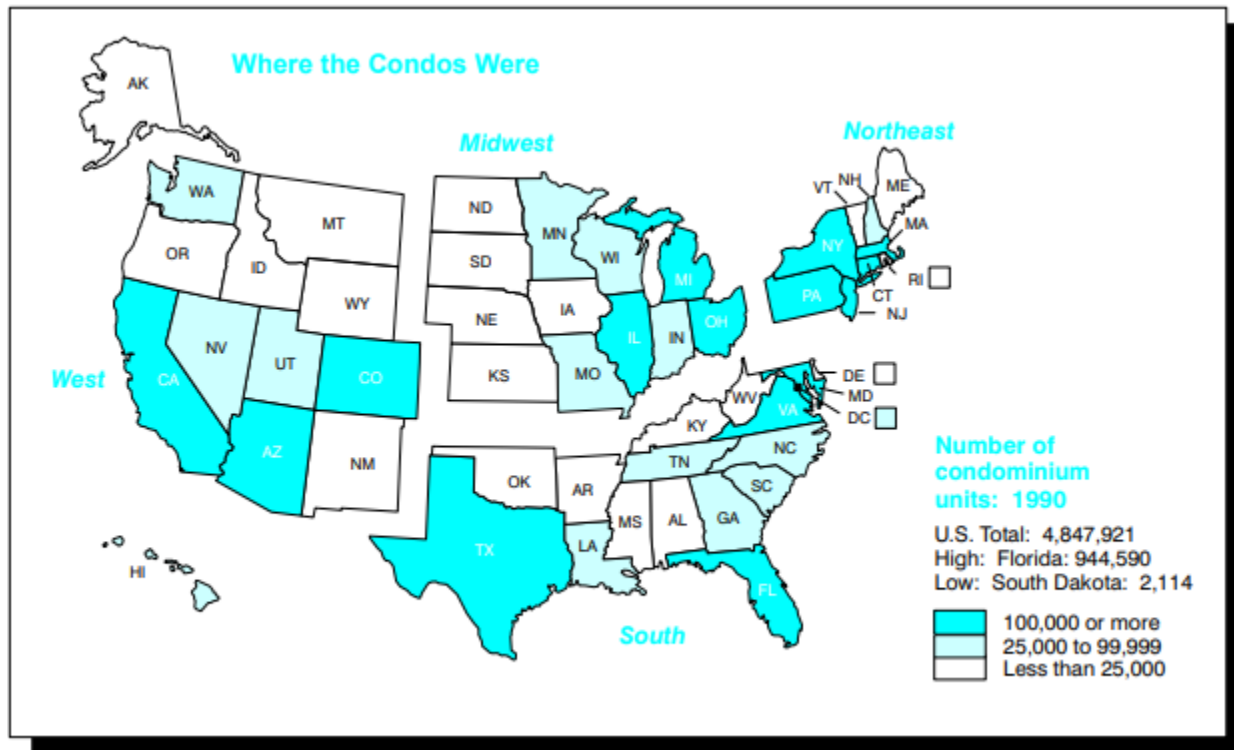 Where the Condos Were
Midwest
Northeast
West
South
AK
WA
OR
MT
ID
WY
NV
UT
CA
CO
AZ
NM
HI
ND
SD
NE
KS
MN
WI
IA
MO
IL
MI
IN
OH
VT
NH
ME
NY
MA
PA
CT
RI
NJ
DE
MD
DC
WV
VA
KY
TN
NC
SC
GA
OK
AR
MS
AL
LA
TX
FL
Number of
condominium
units: 1990
U.S. Total: 4,847,921
High: Florida: 944,590
Low: South Dakota: 2,114
100,000 or more
25,000 to 99,999
Less than 25,000